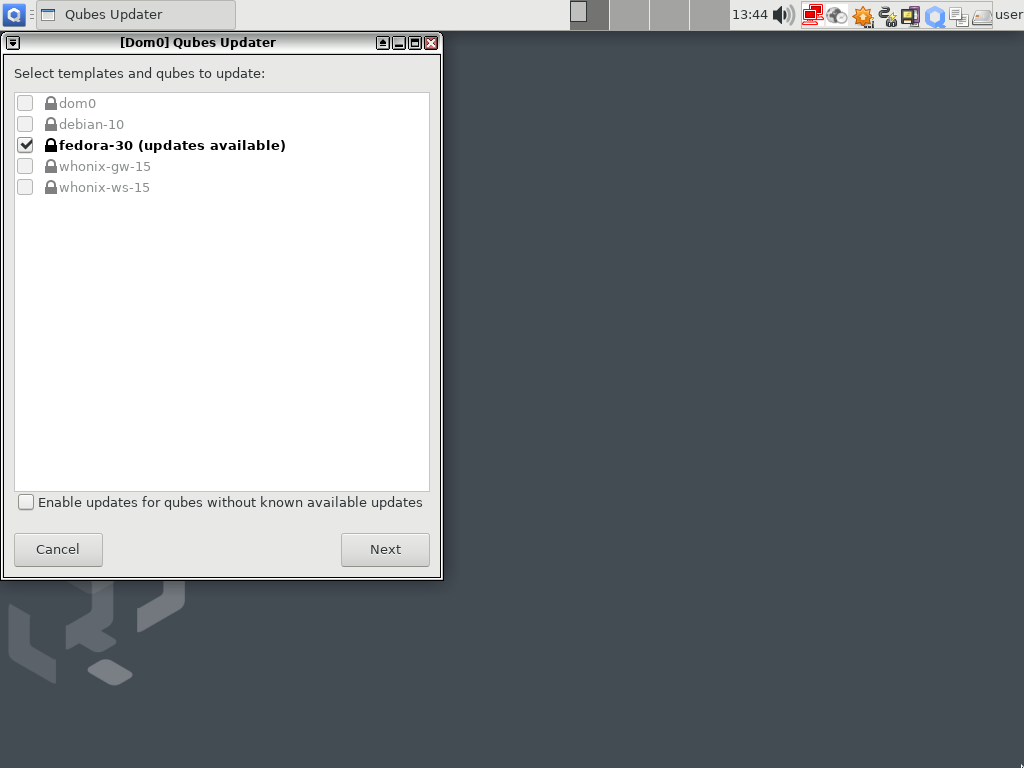 Qubes Updater
13:44
user
[Dom0] Qubes Updater
Select templates and qubes to update:
dom0
debian-10
fedora-30 (updates available)
whonix-gw-15
whonix-ws-15
Enable updates for qubes without known available updates
Cancel
Next